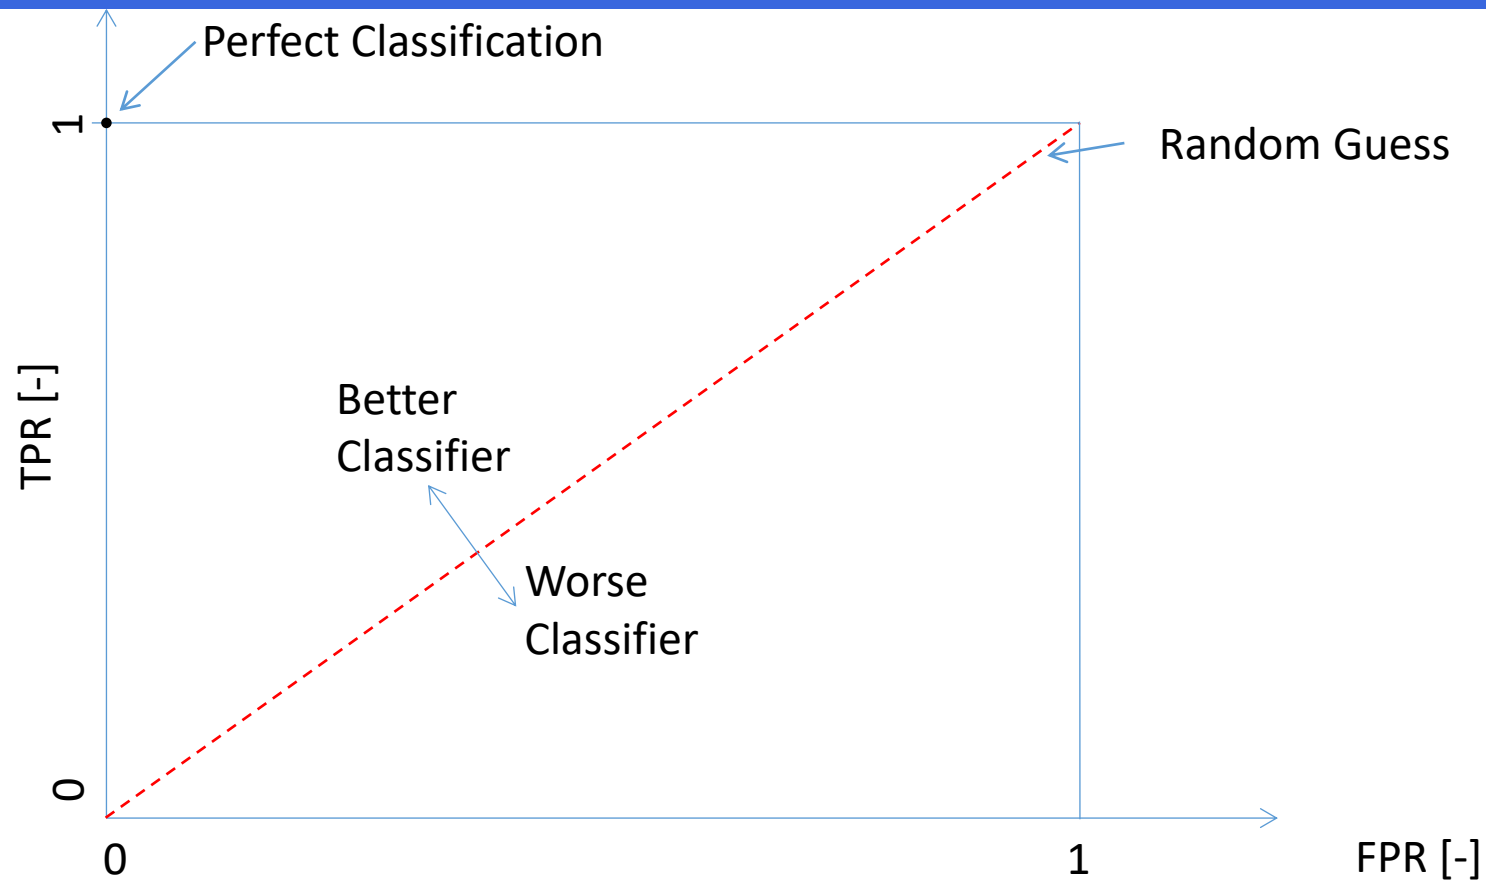 Perfect Classification
1
Random Guess
TPR [-]
Better
Classifier
Worse
Classifier
0
0
1
FPR [-]